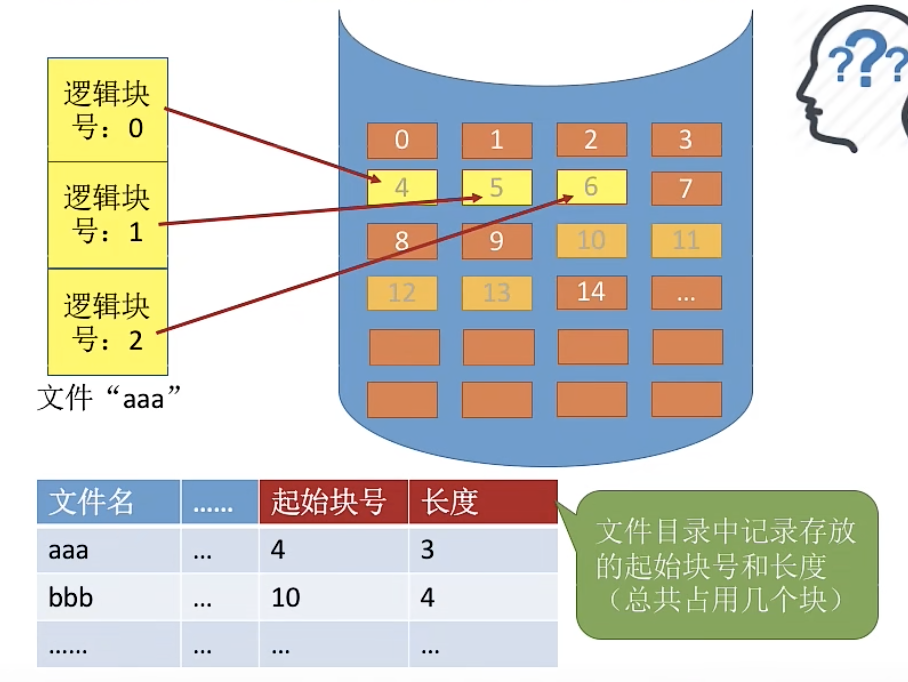 ???
逻辑块
号：0
逻辑块
号：1
逻辑块
号：2
文件“aaa”
0 1 2 3
4 5 6 7
8 9 10 11
12 13 14 ...
文件名 …… 起始块号 长度
aaa ... 4 3
bbb ... 10 4
…… ... ... ...
文件目录中记录存放
的起始块号和长度
（总共占用几个块）